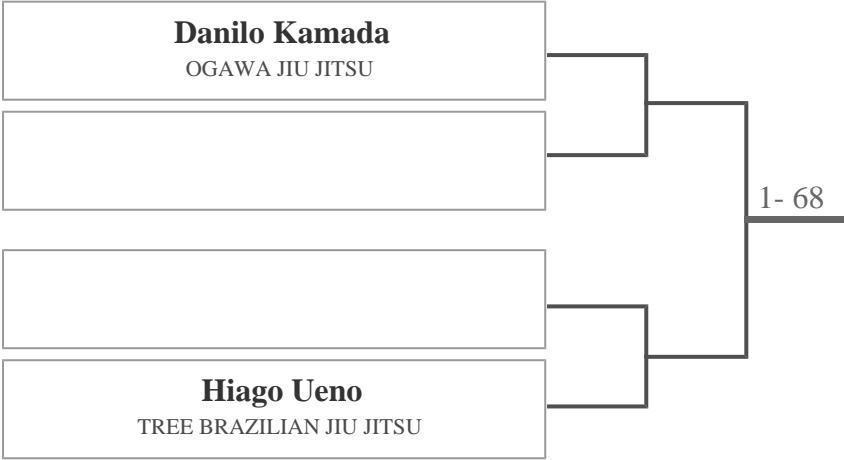 Danilo Kamada
OGAWA JIU JITSU
1- 68
Hiago Ueno
TREE BRAZILIAN JIU JITSU